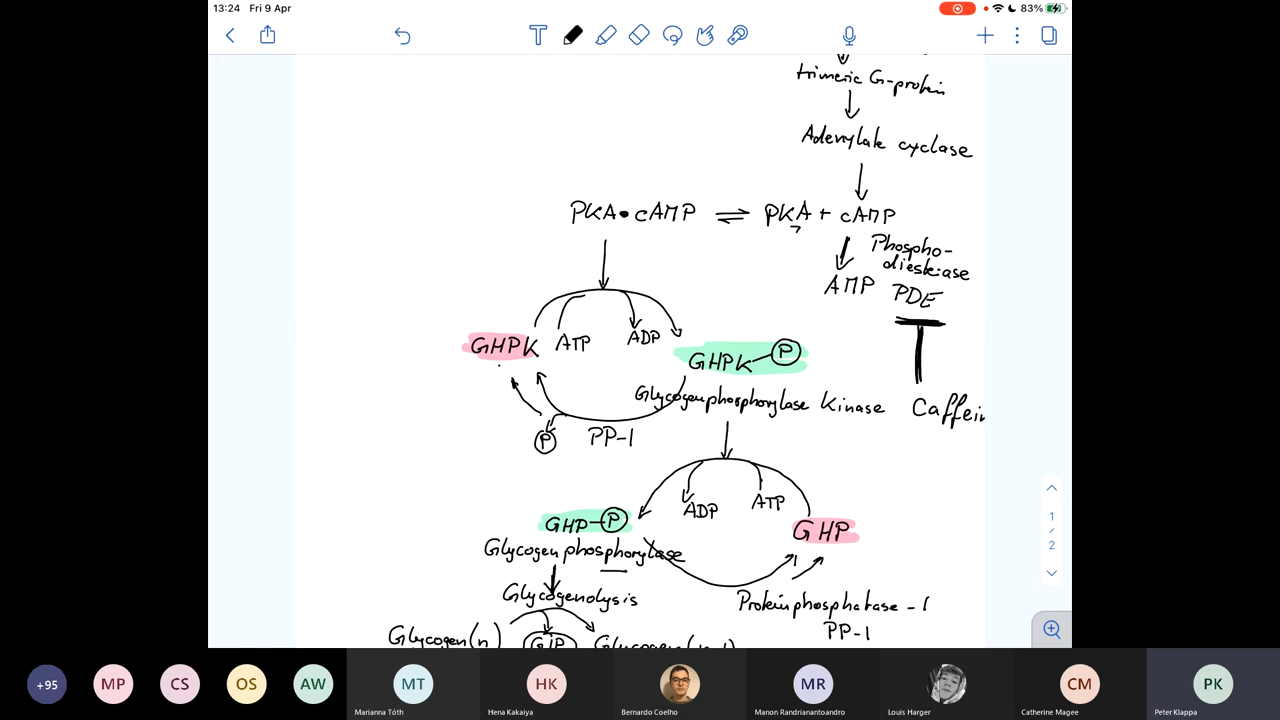 13:24 Fri 9 Apr
83%
trimeric G-protein
Adenylate cyclase
PKA • cAMP ⇌ PKA + cAMP
Phospho-
diesterase
AMP PDE
GHPK ATP ADP GHPK-P
Glycogenphosphorylase Kinase
Caffein
P PP-1
ADP ATP
GHP-P
GHP
Glycogen phosphorylase
Glycogenolysis
Proteinphosphatase-1
PP-1
Glycogen(n)
1
/
2
+95
MP
CS
OS
AW
MT
HK
MR
CM
PK
Marianna Tóth
Hena Kakaiya
Bernardo Coelho
Manon Randrianantoandro
Louis Harger
Catherine Magee
Peter Klappa